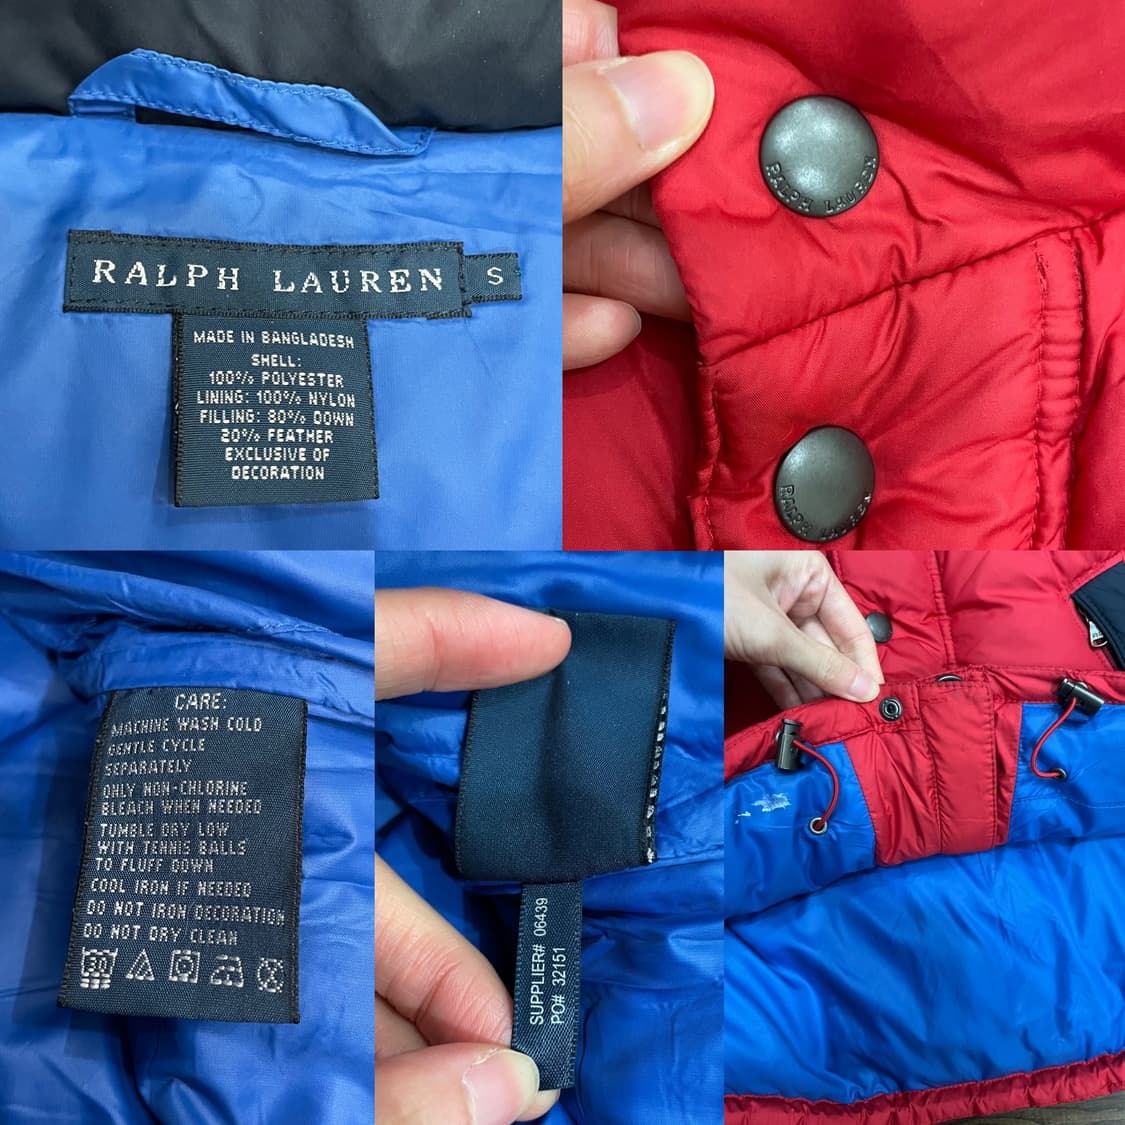 RALPH LAUREN
S
MADE IN BANGLADESH
SHELL:
100% POLYESTER
LINING: 100% NYLON
FILLING: 80% DOWN
20% FEATHER
EXCLUSIVE OF
DECORATION
RALPH LAUREN
RALPH LAUREN
CARE:
MACHINE WASH COLD
GENTLE CYCLE
SEPARATELY
ONLY NON-CHLORINE
BLEACH WHEN NEEDED
TUMBLE DRY LOW
WITH TENNIS BALLS
TO FLUFF DOWN
COOL IRON IF NEEDED
DO NOT IRON DECORATION
DO NOT DRY CLEAN
SUPPLIER# 06439
PO# 32151